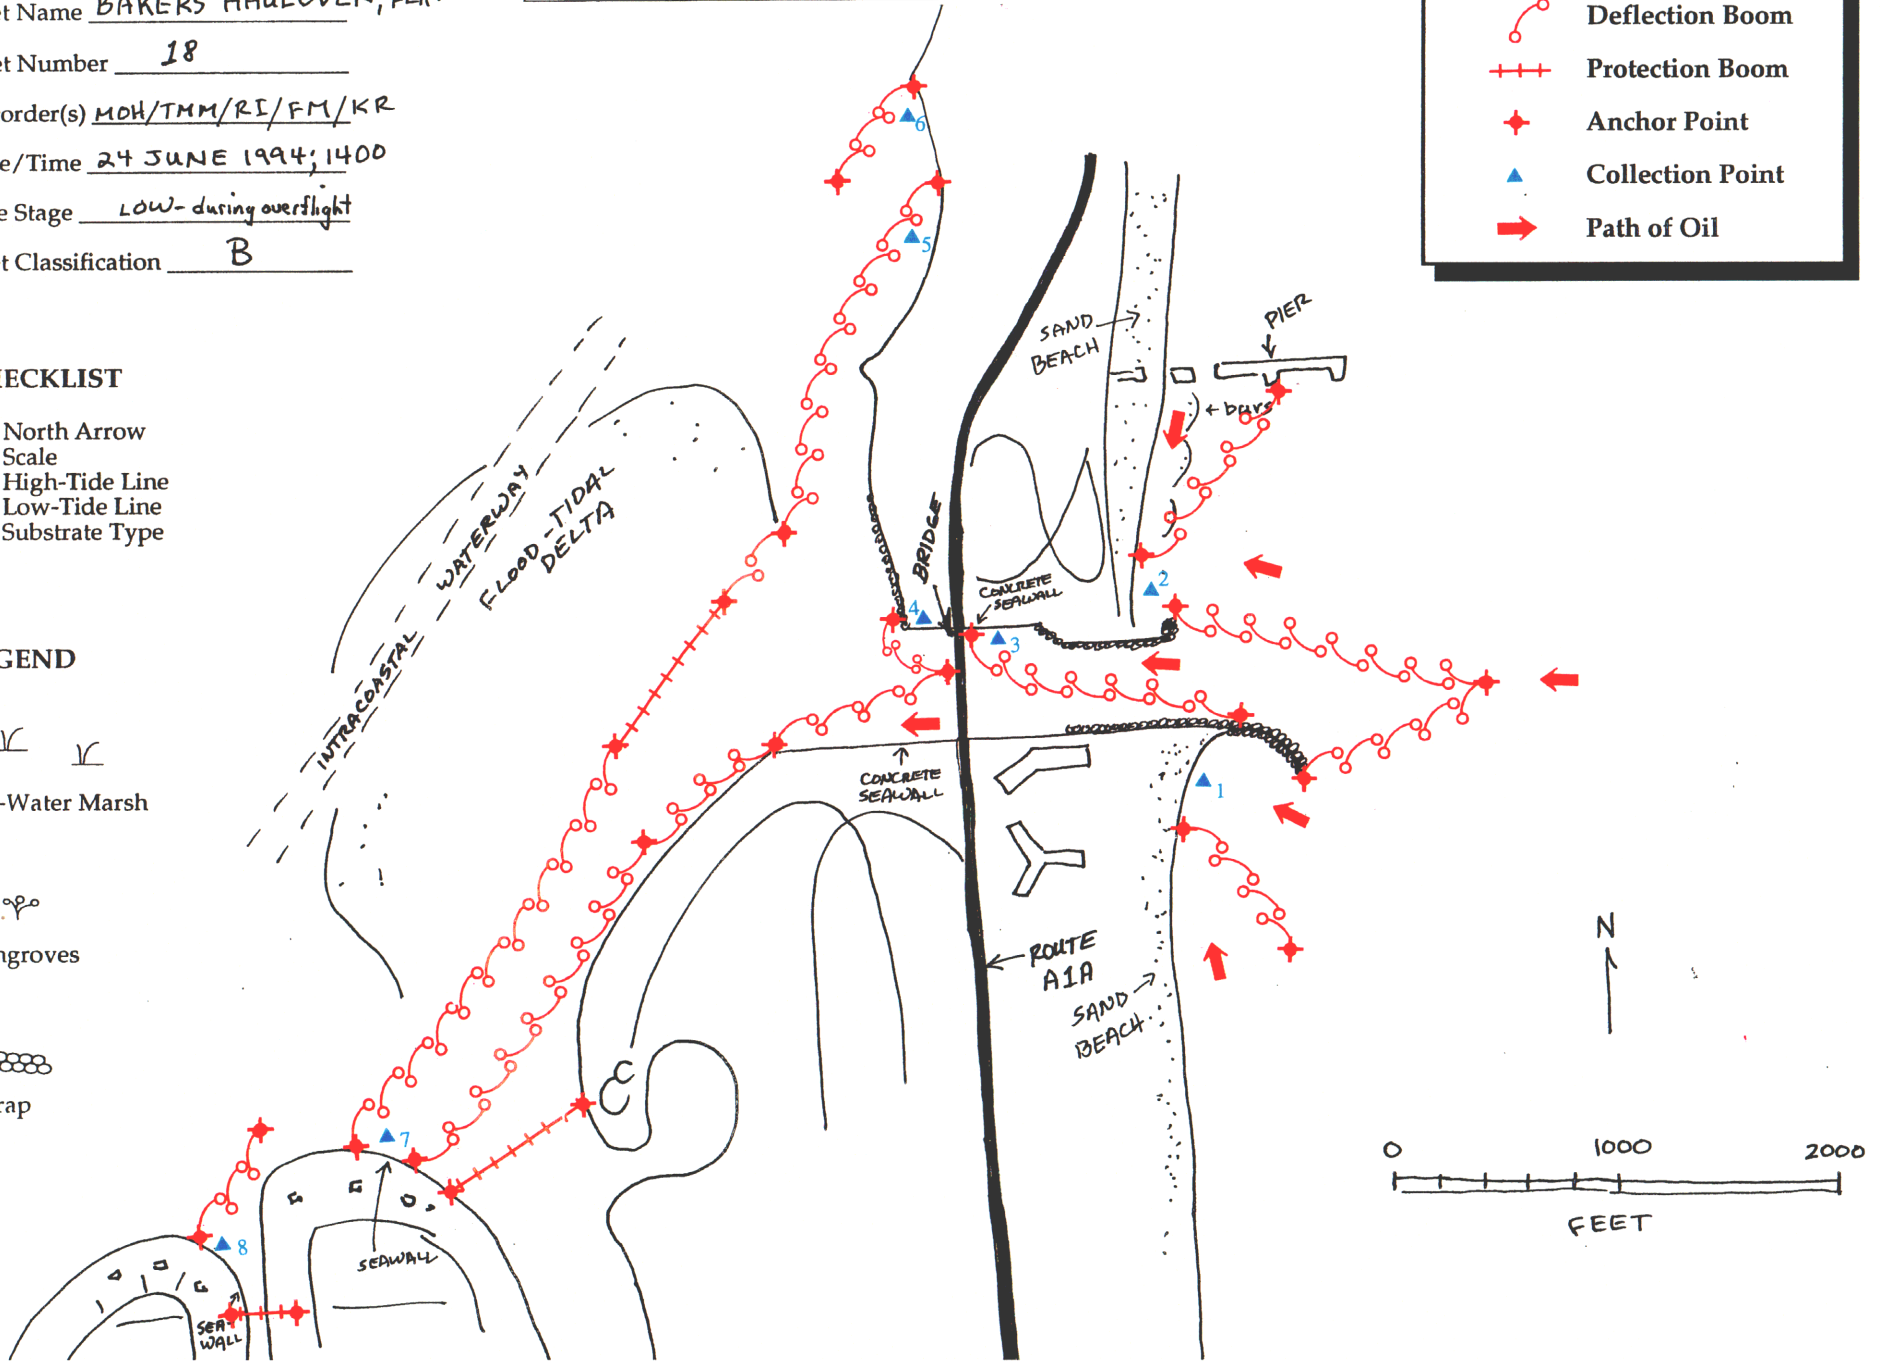 t Name BAKERS HAULOVER, FLA
et Number 18
order(s) MOH/TMM/RI/FM/KR
e/Time 24 JUNE 1994; 1400
e Stage LOW- during overflight
t Classification B
Deflection Boom
Protection Boom
Anchor Point
Collection Point
Path of Oil
ECKLIST
North Arrow
Scale
High-Tide Line
Low-Tide Line
Substrate Type
GEND
-Water Marsh
ngroves
rap
6
5
SAND
BEACH
PIER
bars
INTRACOASTAL WATERWAY
FLOOD-TIDAL
DELTA
BRIDGE
CONCRETE
SEAWALL
2
4
3
CONCRETE
SEAWALL
1
ROUTE
A1A
SAND
BEACH
N
7
8
SEAWALL
SEA-
WALL
0 1000 2000
FEET